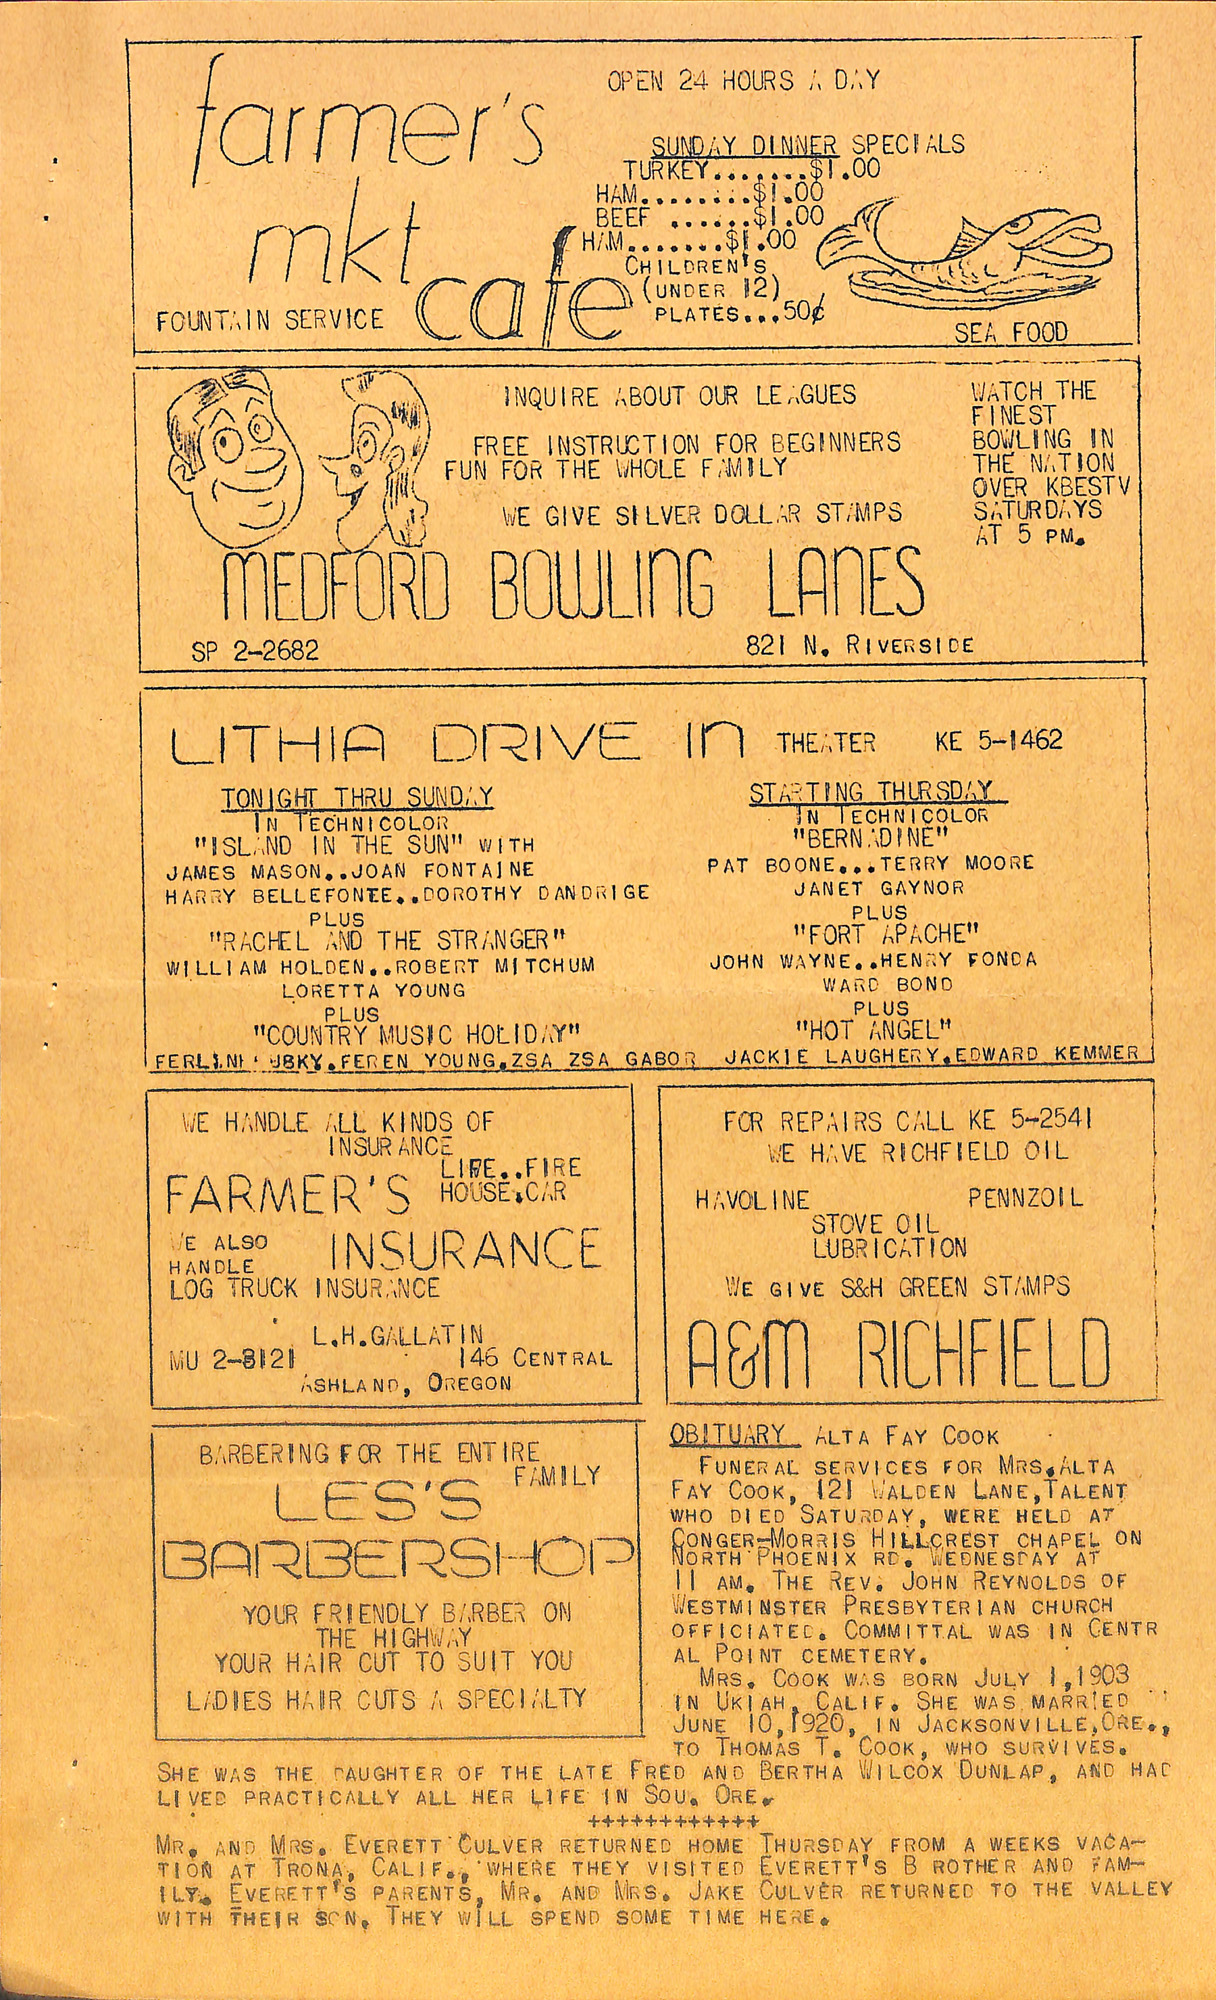 farmer's
mkt
cafe
FOUNTAIN SERVICE
OPEN 24 HOURS A DAY
SUNDAY DINNER SPECIALS
TURKEY.......$1.00
HAM........$1.00
BEEF ......$1.00
HAM.......$1.00
CHILDREN'S
(UNDER 12)
PLATES...50¢
SEA FOOD
INQUIRE ABOUT OUR LEAGUES
FREE INSTRUCTION FOR BEGINNERS
FUN FOR THE WHOLE FAMILY
WE GIVE SILVER DOLLAR STAMPS
WATCH THE
FINEST
BOWLING IN
THE NATION
OVER KBESTV
SATURDAYS
AT 5 PM.
MEDFORD BOWLING LANES
SP 2-2682
821 N. RIVERSIDE
LITHIA DRIVE In THEATER KE 5-1462
TONIGHT THRU SUNDAY
IN TECHNICOLOR
"ISLAND IN THE SUN" WITH
JAMES MASON..JOAN FONTAINE
HARRY BELLEFONTE..DOROTHY DANDRIGE
PLUS
"RACHEL AND THE STRANGER"
WILLIAM HOLDEN..ROBERT MITCHUM
LORETTA YOUNG
PLUS
"COUNTRY MUSIC HOLIDAY"
FEREN YOUNG.ZSA ZSA GABOR
STARTING THURSDAY
IN TECHNICOLOR
"BERNADINE"
PAT BOONE...TERRY MOORE
JANET GAYNOR
PLUS
"FORT APACHE"
JOHN WAYNE..HENRY FONDA
WARD BOND
PLUS
"HOT ANGEL"
JACKIE LAUGHERY.EDWARD KEMMER
WE HANDLE ALL KINDS OF
INSURANCE
LIFE..FIRE
HOUSE.CAR
FARMER'S
INSURANCE
WE ALSO
HANDLE
LOG TRUCK INSURANCE
L.H.GALLATIN
MU 2-8121 146 CENTRAL
ASHLAND, OREGON
FOR REPAIRS CALL KE 5-2541
WE HAVE RICHFIELD OIL
HAVOLINE PENNZOIL
STOVE OIL
LUBRICATION
WE GIVE S&H GREEN STAMPS
A&M RICHFIELD
BARBERING FOR THE ENTIRE
FAMILY
LES'S
BARBERSHOP
YOUR FRIENDLY BARBER ON
THE HIGHWAY
YOUR HAIR CUT TO SUIT YOU
LADIES HAIR CUTS A SPECIALTY
OBITUARY ALTA FAY COOK
FUNERAL SERVICES FOR MRS.ALTA
FAY COOK, 121 WALDEN LANE,TALENT
WHO DIED SATURDAY, WERE HELD AT
CONGER-MORRIS HILLCREST CHAPEL ON
NORTH PHOENIX RD. WEDNESDAY AT
11 AM. THE REV. JOHN REYNOLDS OF
WESTMINSTER PRESBYTERIAN CHURCH
OFFICIATED. COMMITTAL WAS IN CENTR
AL POINT CEMETERY.
MRS. COOK WAS BORN JULY 1,1903
IN UKIAH, CALIF. SHE WAS MARRIED
JUNE 10,1920, IN JACKSONVILLE,ORE.,
TO THOMAS T. COOK, WHO SURVIVES.
SHE WAS THE DAUGHTER OF THE LATE FRED AND BERTHA WILCOX DUNLAP, AND HAD
LIVED PRACTICALLY ALL HER LIFE IN SOU. ORE.
++++++++++++
MR. AND MRS. EVERETT CULVER RETURNED HOME THURSDAY FROM A WEEKS VACA-
TION AT TRONA, CALIF., WHERE THEY VISITED EVERETT'S B ROTHER AND FAM-
ILY. EVERETT'S PARENTS, MR. AND MRS. JAKE CULVER RETURNED TO THE VALLEY
WITH THEIR SON. THEY WILL SPEND SOME TIME HERE.